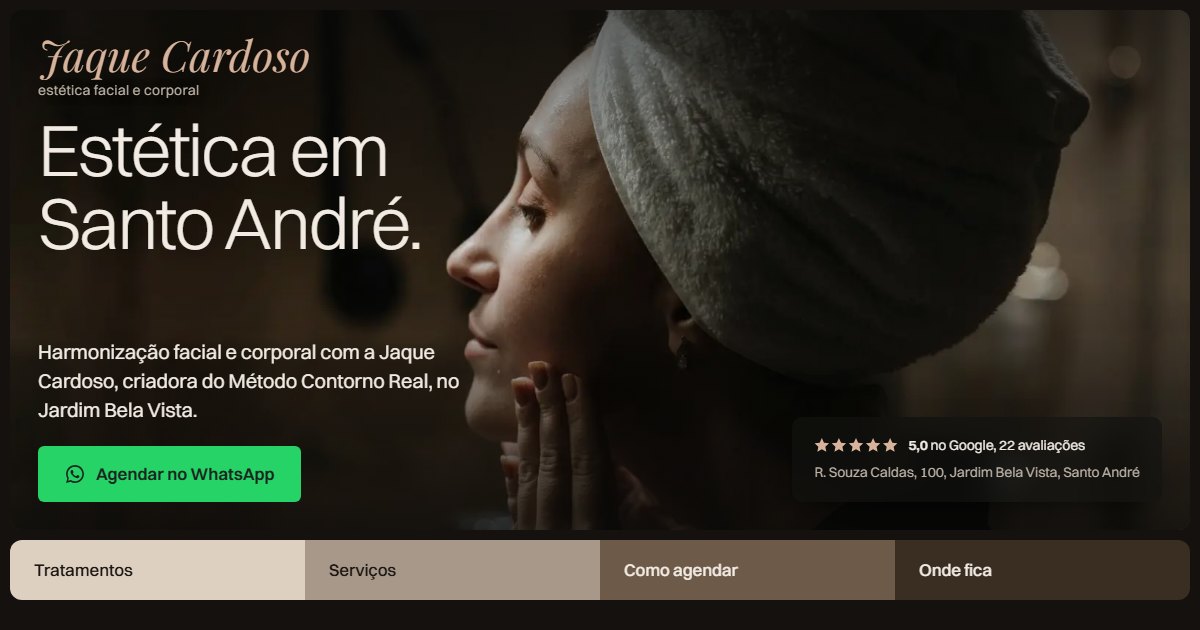 Jaque Cardoso
estética facial e corporal
Estética em
Santo André.
Harmonização facial e corporal com a Jaque
Cardoso, criadora do Método Contorno Real, no
Jardim Bela Vista.
Agendar no WhatsApp
5,0 no Google, 22 avaliações
R. Souza Caldas, 100, Jardim Bela Vista, Santo André
Tratamentos
Serviços
Como agendar
Onde fica